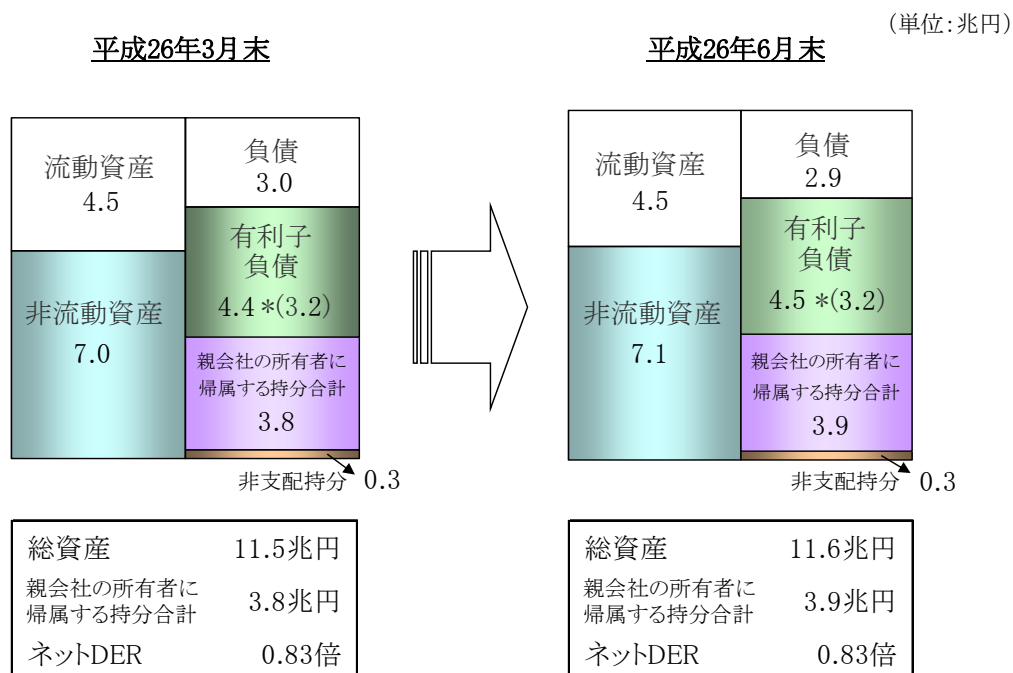 (単位:兆円)
平成26年3月末
流動資産
4.5
非流動資産
7.0
負債
3.0
有利子
負債
4.4 *(3.2)
親会社の所有者に
帰属する持分合計
3.8
非支配持分 0.3
総資産 11.5兆円
親会社の所有者に
帰属する持分合計 3.8兆円
ネットDER 0.83倍
平成26年6月末
流動資産
4.5
非流動資産
7.1
負債
2.9
有利子
負債
4.5 *(3.2)
親会社の所有者に
帰属する持分合計
3.9
非支配持分 0.3
総資産 11.6兆円
親会社の所有者に
帰属する持分合計 3.9兆円
ネットDER 0.83倍